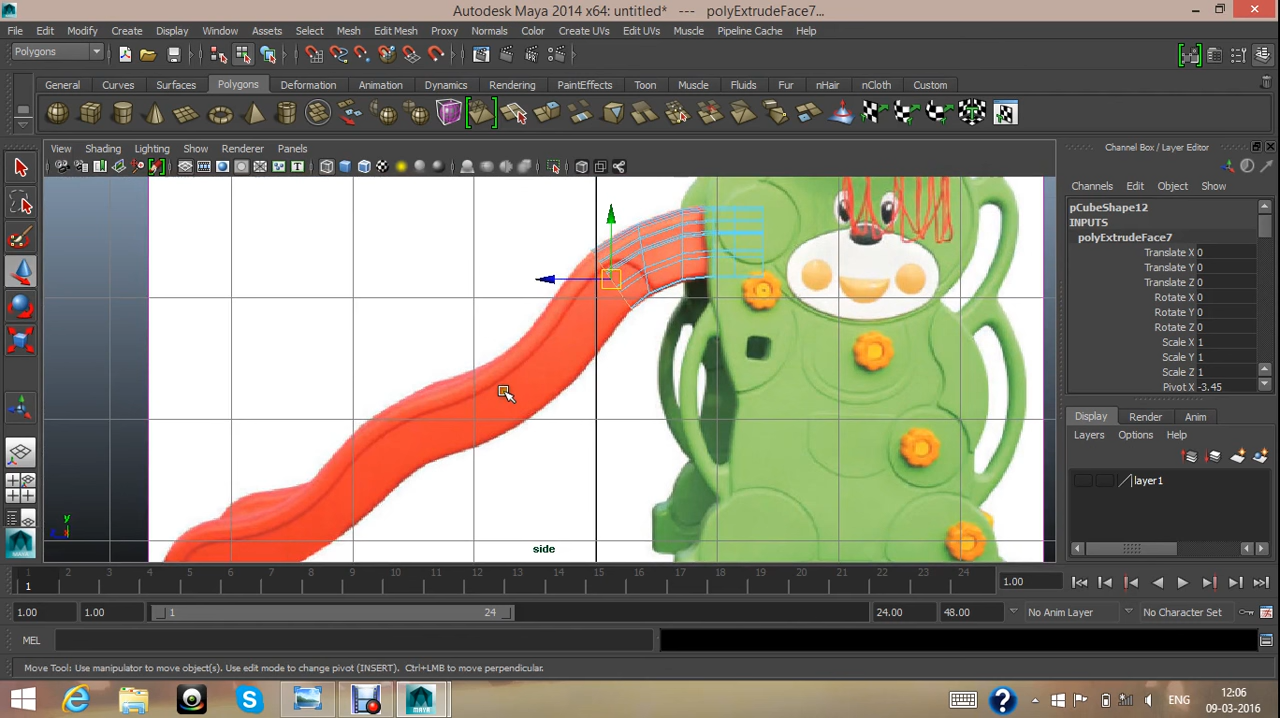 Autodesk Maya 2014 x64: untitled* --- polyExtrudeFace7...
File Edit Modify Create Display Window Assets Select Mesh Edit Mesh Proxy Normals Color Create UVs Edit UVs Muscle Pipeline Cache Help
Polygons
General Curves Surfaces Polygons Deformation Animation Dynamics Rendering PaintEffects Toon Muscle Fluids Fur nHair nCloth Custom
View Shading Lighting Show Renderer Panels
Channel Box / Layer Editor
Channels Edit Object Show
pCubeShape12
INPUTS
polyExtrudeFace7
Translate X 0
Translate Y 0
Translate Z 0
Rotate X 0
Rotate Y 0
Rotate Z 0
Scale X 1
Scale Y 1
Scale Z 1
Pivot X -3.45
Display Render Anim
Layers Options Help
layer1
y
side
1 2 3 4 5 6 7 8 9 10 11 12 13 14 15 16 17 18 19 20 21 22 23 24
1
1.00
1.00 1.00 1 24 24.00 48.00 No Anim Layer No Character Set
MEL
Move Tool: Use manipulator to move object(s). Use edit mode to change pivot (INSERT). Ctrl+LMB to move perpendicular.
ENG
12:06
09-03-2016